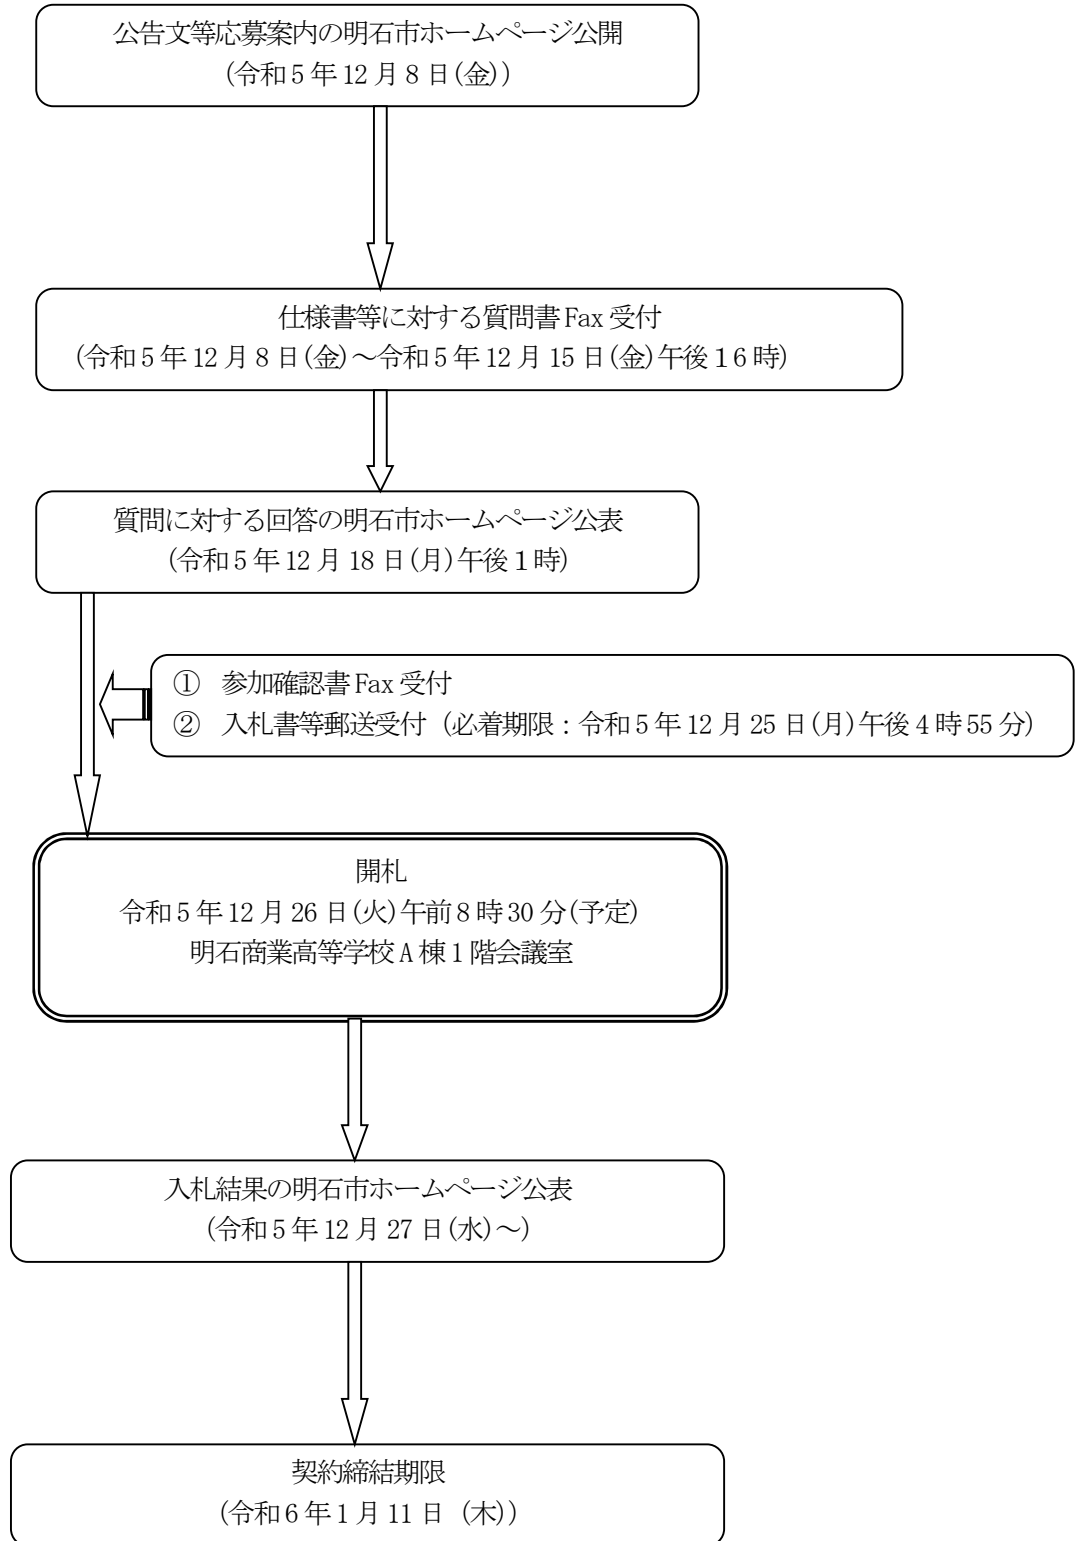 公告文等応募案内の明石市ホームページ公開
(令和5年12月8日(金))
仕様書等に対する質問書Fax受付
(令和5年12月8日(金)～令和5年12月15日(金)午後１6時)
質問に対する回答の明石市ホームページ公表
(令和5年12月18日(月)午後１時)
① 参加確認書Fax受付
② 入札書等郵送受付（必着期限：令和5年12月25日(月)午後4時55分）
開札
令和5年12月26日(火)午前8時30分(予定)
明石商業高等学校A棟1階会議室
入札結果の明石市ホームページ公表
(令和5年12月27日(水)～)
契約締結期限
(令和6年1月11日（木）)